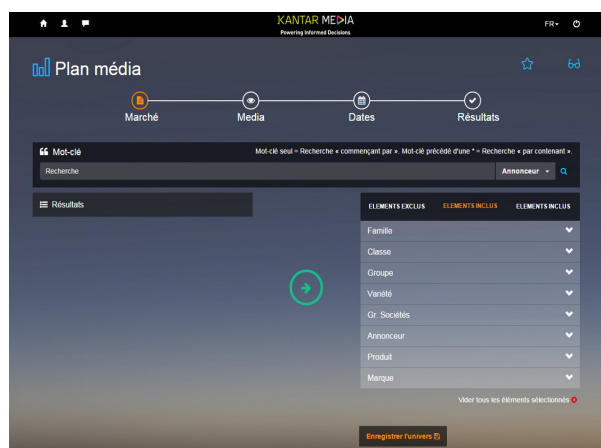 KANTAR MEDIA
Powering Informed Decisions
FR
Plan média
Marché
Media
Dates
Résultats
Mot-clé
Mot-clé seul = Recherche « commençant par ». Mot-clé précédé d'une * = Recherche « par contenant ».
Recherche
Annonceur
Résultats
ELEMENTS EXCLUS
ELEMENTS INCLUS
ELEMENTS INCLUS
Famille
Classe
Groupe
Variété
Gr. Sociétés
Annonceur
Produit
Marque
Vider tous les éléments sélectionnés
Enregistrer l'univers